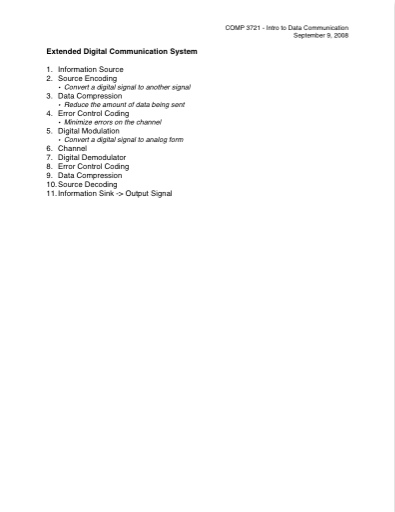 COMP 3721 - Intro to Data Communication
September 9, 2008
Extended Digital Communication System
1. Information Source
2. Source Encoding
• Convert a digital signal to another signal
3. Data Compression
• Reduce the amount of data being sent
4. Error Control Coding
• Minimize errors on the channel
5. Digital Modulation
• Convert a digital signal to analog form
6. Channel
7. Digital Demodulator
8. Error Control Coding
9. Data Compression
10. Source Decoding
11. Information Sink -> Output Signal